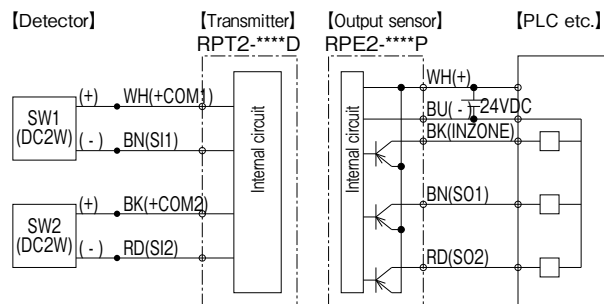 【Detector】
【Transmitter】
RPT2-****D
【Output sensor】
RPE2-****P
【PLC etc.】
SW1
(DC2W)
(+)
WH(+COM1)
(-)
BN(SI1)
SW2
(DC2W)
(+)
BK(+COM2)
(-)
RD(SI2)
Internal circuit
Internal circuit
WH(+)
BU( - )
24VDC
BK(INZONE)
BN(SO1)
RD(SO2)